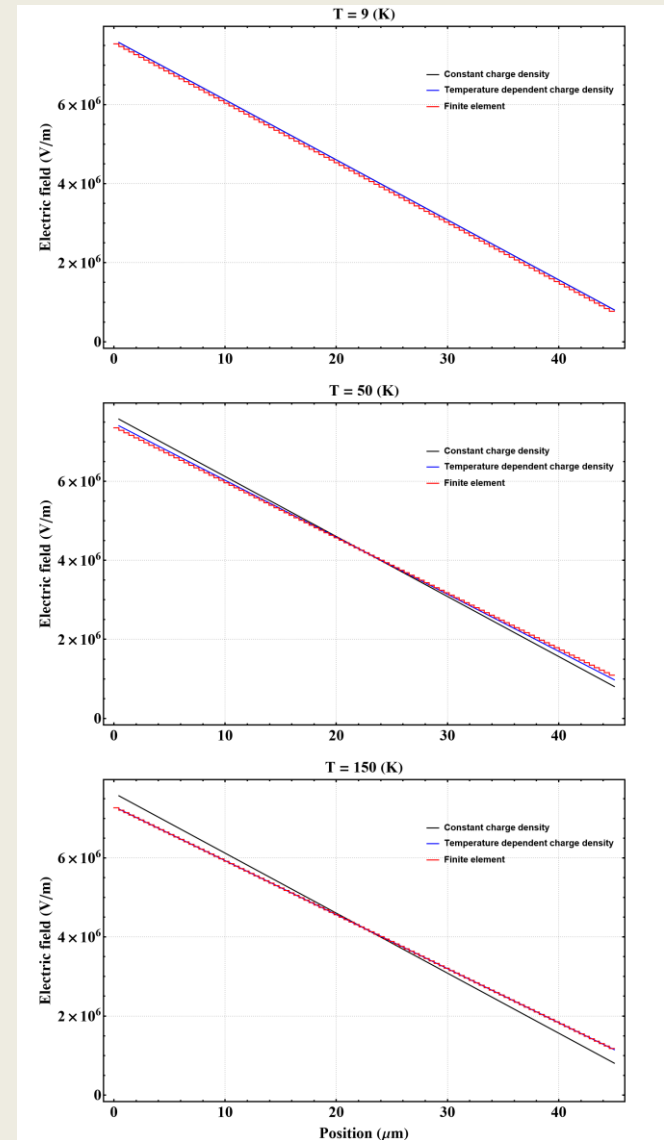 T = 9 (K)
Constant charge density
Temperature dependent charge density
Finite element
Electric field (V/m)
6 × 10⁶
4 × 10⁶
2 × 10⁶
0
0 10 20 30 40
T = 50 (K)
Constant charge density
Temperature dependent charge density
Finite element
Electric field (V/m)
6 × 10⁶
4 × 10⁶
2 × 10⁶
0
0 10 20 30 40
T = 150 (K)
Constant charge density
Temperature dependent charge density
Finite element
Electric field (V/m)
6 × 10⁶
4 × 10⁶
2 × 10⁶
0
0 10 20 30 40
Position (μm)